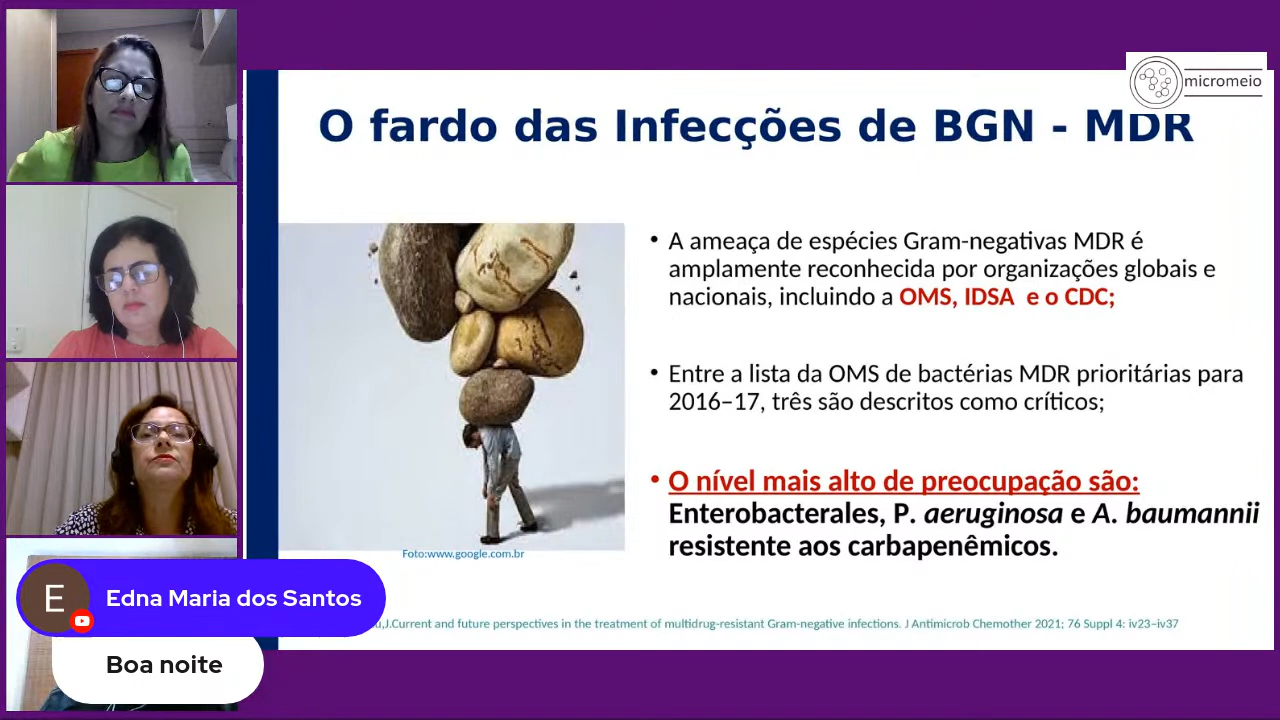 micromeio
O fardo das Infecções de BGN - MDR
• A ameaça de espécies Gram-negativas MDR é
amplamente reconhecida por organizações globais e
nacionais, incluindo a OMS, IDSA e o CDC;
• Entre a lista da OMS de bactérias MDR prioritárias para
2016–17, três são descritos como críticos;
• O nível mais alto de preocupação são:
Enterobacterales, P. aeruginosa e A. baumannii
resistente aos carbapenêmicos.
Foto:www.google.com.br
J.Current and future perspectives in the treatment of multidrug-resistant Gram-negative infections. J Antimicrob Chemother 2021; 76 Suppl 4: iv23–iv37
E
Edna Maria dos Santos
Boa noite